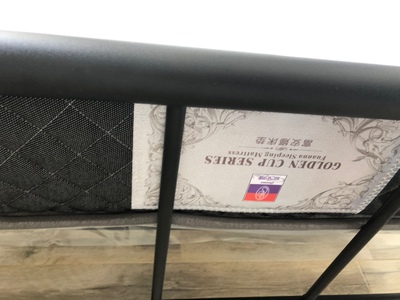 GOLDEN CUP SERIES
Fuanna Sleeping Mattress
富安娜床垫